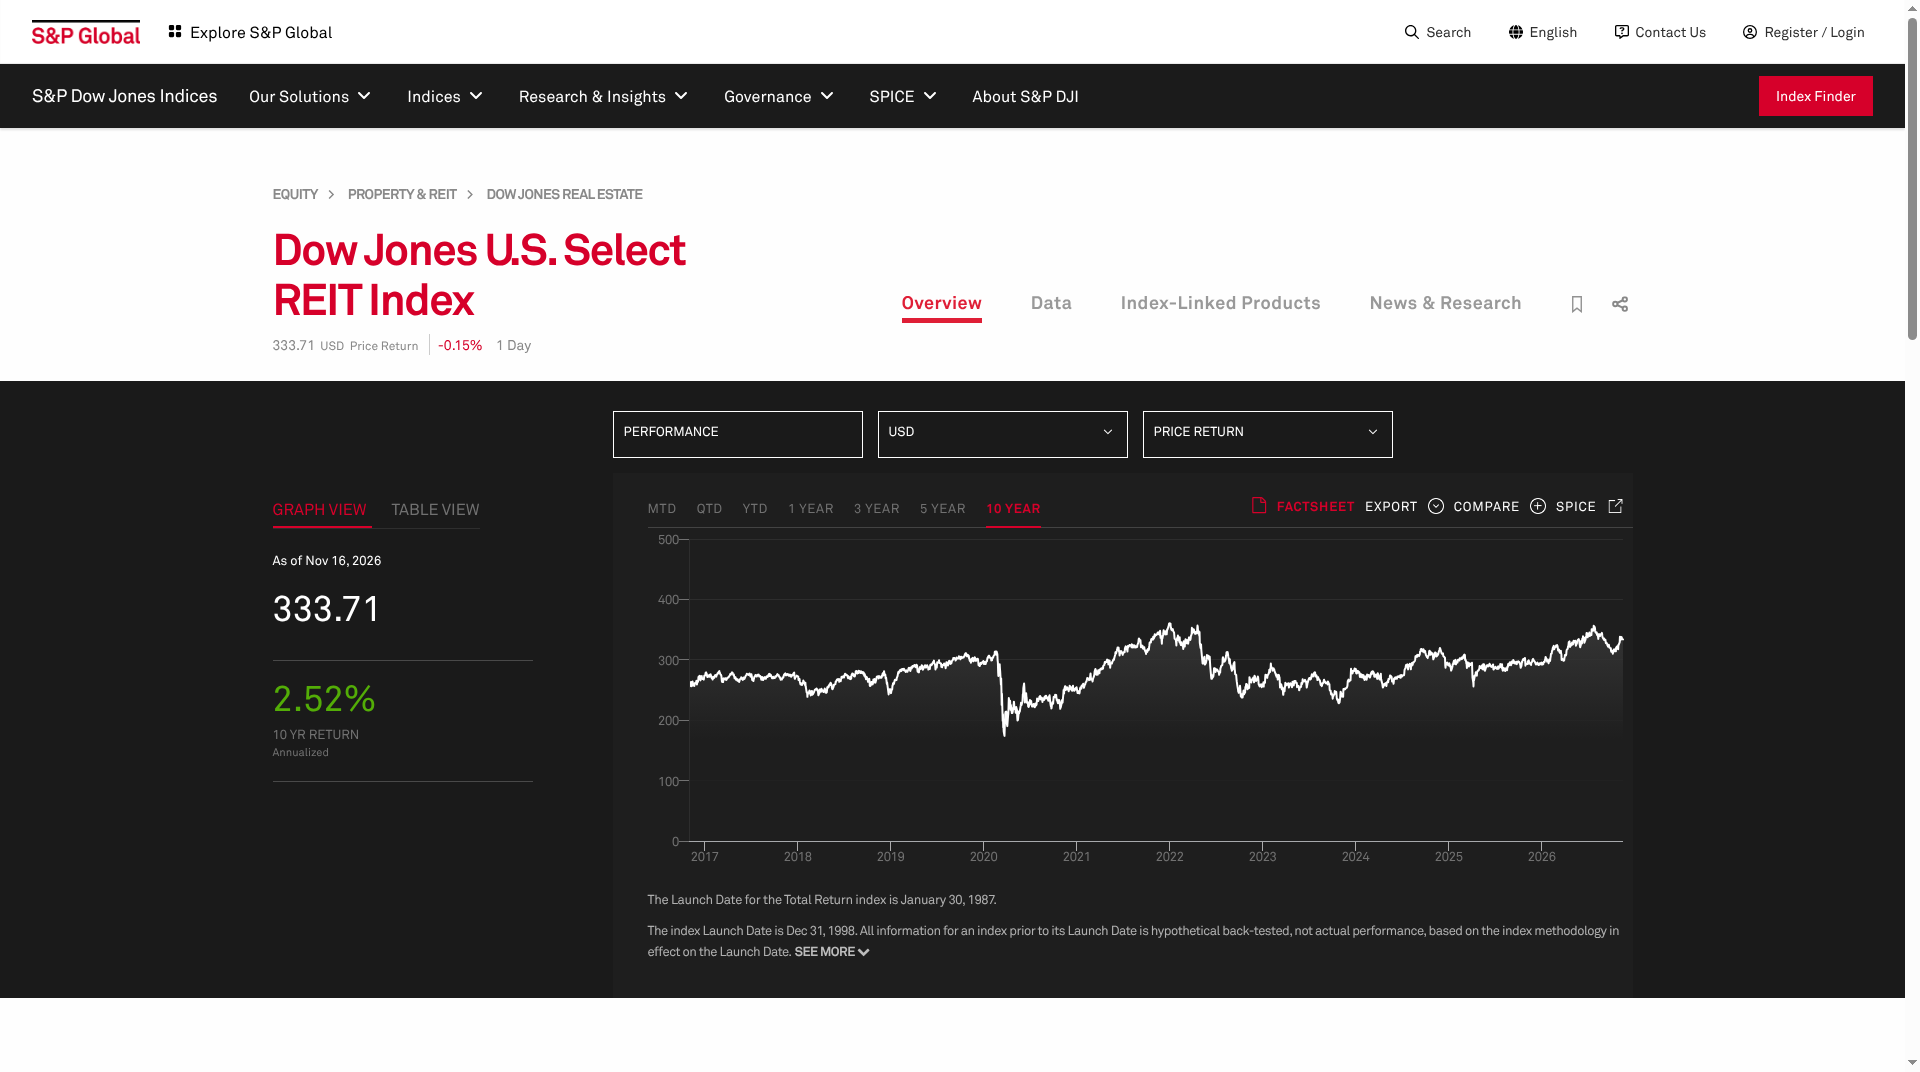 S&P Global
Explore S&P Global
Search
English
Contact Us
Register / Login
S&P Dow Jones Indices
Our Solutions
Indices
Research & Insights
Governance
SPICE
About S&P DJI
Index Finder
EQUITY
PROPERTY & REIT
DOW JONES REAL ESTATE
Dow Jones U.S. Select
REIT Index
333.71 USD Price Return
-0.15% 1 Day
Overview
Data
Index-Linked Products
News & Research
PERFORMANCE
USD
PRICE RETURN
GRAPH VIEW
TABLE VIEW
As of Nov 16, 2026
333.71
2.52%
10 YR RETURN
Annualized
MTD
QTD
YTD
1 YEAR
3 YEAR
5 YEAR
10 YEAR
FACTSHEET
EXPORT
COMPARE
SPICE
500
400
300
200
100
0
2017
2018
2019
2020
2021
2022
2023
2024
2025
2026
The Launch Date for the Total Return index is January 30, 1987.
The index Launch Date is Dec 31, 1998. All information for an index prior to its Launch Date is hypothetical back-tested, not actual performance, based on the index methodology in
effect on the Launch Date. SEE MORE